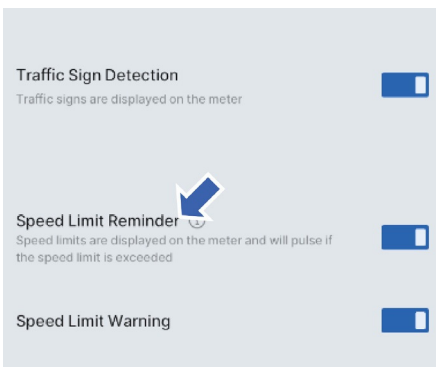 Traffic Sign Detection
Traffic signs are displayed on the meter
Speed Limit Reminder
Speed limits are displayed on the meter and will pulse if
the speed limit is exceeded
Speed Limit Warning